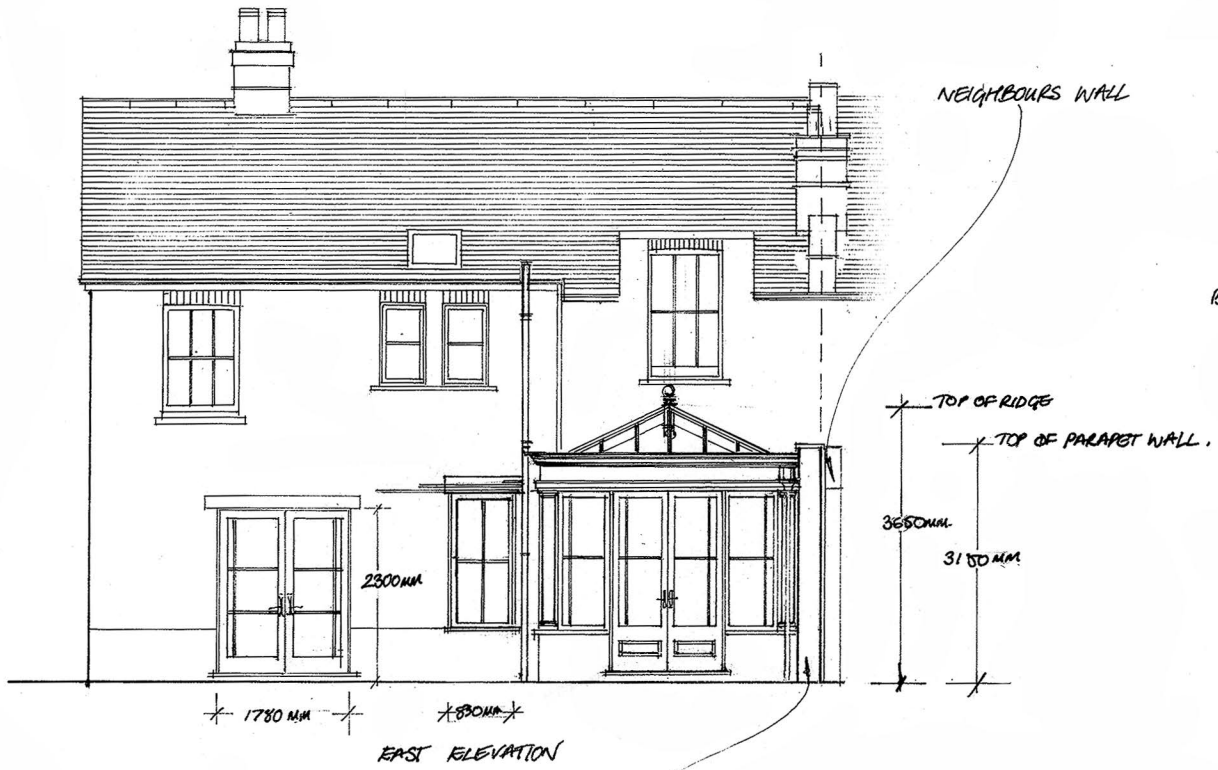 NEIGHBOURS WALL
TOP OF RIDGE
TOP OF PARAPET WALL.
3650MM
3150MM
2300MM
1780 MM
830MM
EAST ELEVATION